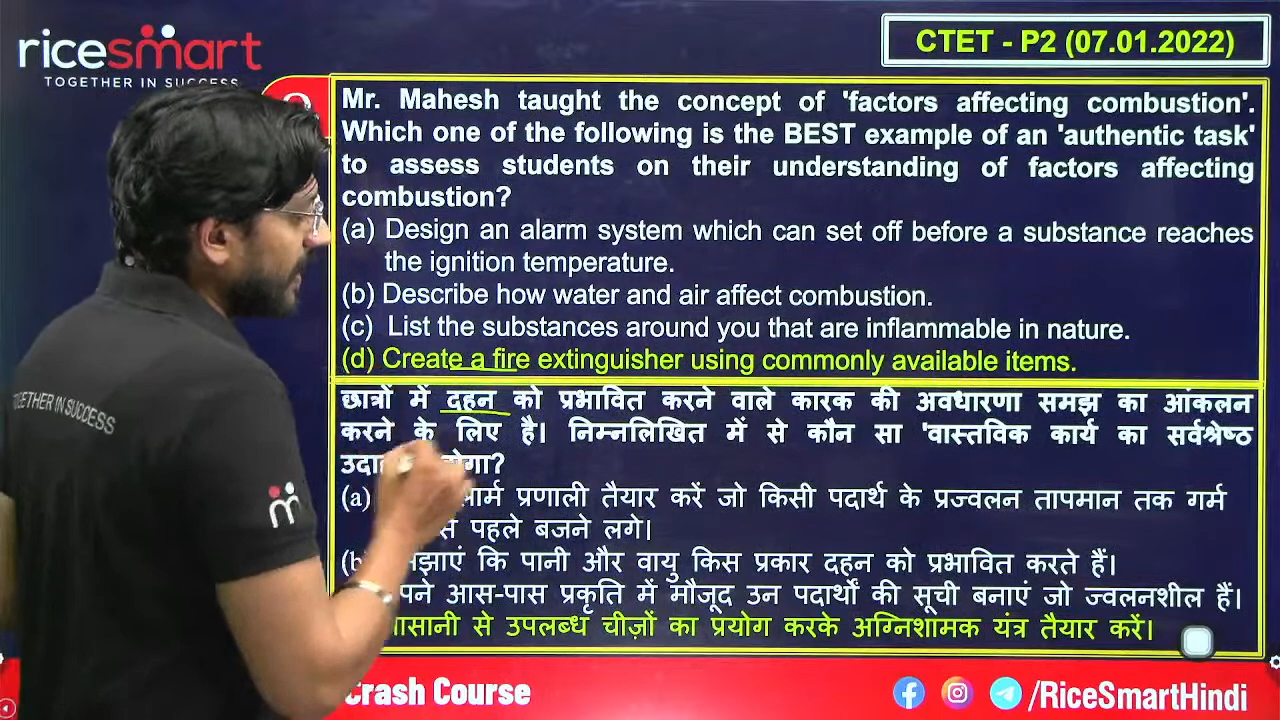 ricesmart
TOGETHER IN SUCCESS
CTET - P2 (07.01.2022)
Mr. Mahesh taught the concept of 'factors affecting combustion'.
Which one of the following is the BEST example of an 'authentic task'
to assess students on their understanding of factors affecting
combustion?
(a) Design an alarm system which can set off before a substance reaches
the ignition temperature.
(b) Describe how water and air affect combustion.
(c) List the substances around you that are inflammable in nature.
(d) Create a fire extinguisher using commonly available items.
छात्रों में दहन को प्रभावित करने वाले कारक की अवधारणा समझ का आंकलन
करने के लिए है। निम्नलिखित में से कौन सा 'वास्तविक कार्य का सर्वश्रेष्ठ
होगा?
(a) प्रणाली तैयार करें जो किसी पदार्थ के प्रज्वलन तापमान तक गर्म
से पहले बजने लगे।
(b) कि पानी और वायु किस प्रकार दहन को प्रभावित करते हैं।
आस-पास प्रकृति में मौजूद उन पदार्थों की सूची बनाएं जो ज्वलनशील हैं।
से उपलब्ध चीज़ों का प्रयोग करके अग्निशामक यंत्र तैयार करें।
TOGETHER IN SUCCESS
Crash Course
/RiceSmartHindi